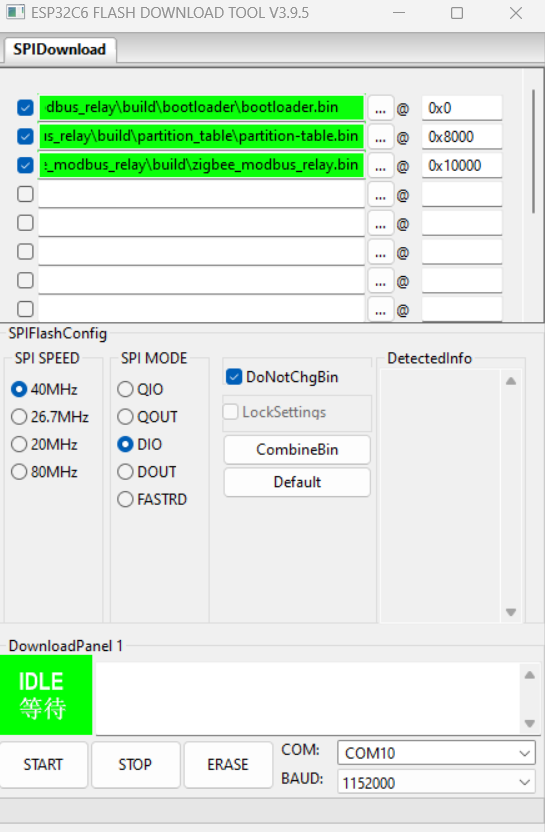 ESP32C6 FLASH DOWNLOAD TOOL V3.9.5
SPIDownload
dbus_relay\build\bootloader\bootloader.bin ... @ 0x0
us_relay\build\partition_table\partition-table.bin ... @ 0x8000
e_modbus_relay\build\zigbee_modbus_relay.bin ... @ 0x10000
... @
... @
... @
... @
... @
SPIFlashConfig
SPI SPEED
40MHz
26.7MHz
20MHz
80MHz
SPI MODE
QIO
QOUT
DIO
DOUT
FASTRD
DoNotChgBin
LockSettings
CombineBin
Default
DetectedInfo
DownloadPanel 1
IDLE
等待
START STOP ERASE
COM: COM10
BAUD: 1152000